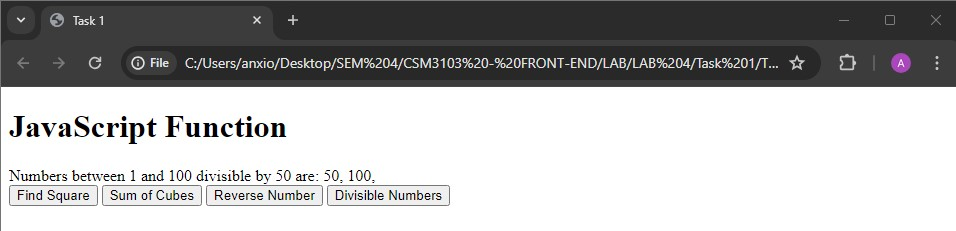 Task 1
File C:/Users/anxio/Desktop/SEM%204/CSM3103%20-%20FRONT-END/LAB/LAB%204/Task%201/T... A
JavaScript Function
Numbers between 1 and 100 divisible by 50 are: 50, 100,
Find Square Sum of Cubes Reverse Number Divisible Numbers